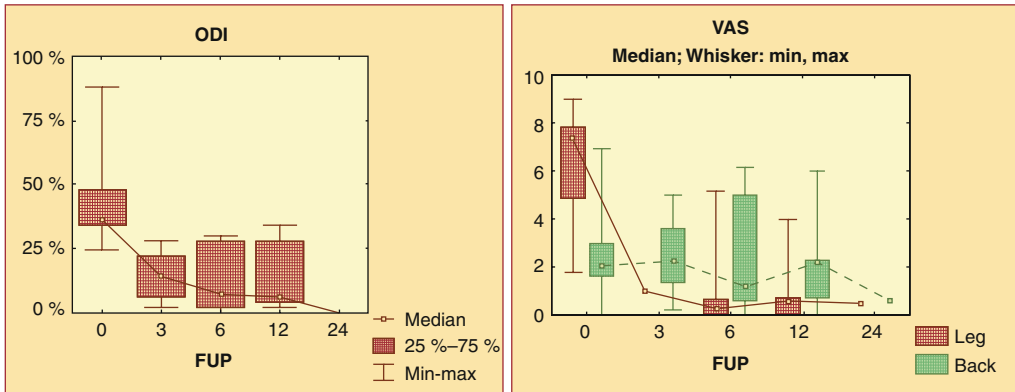 ODI
100 %
75 %
50 %
25 %
0 %
0 3 6 12 24
FUP
Median
25 %–75 %
Min-max
VAS
Median; Whisker: min, max
10
8
6
4
2
0
0 3 6 12 24
FUP
Leg
Back